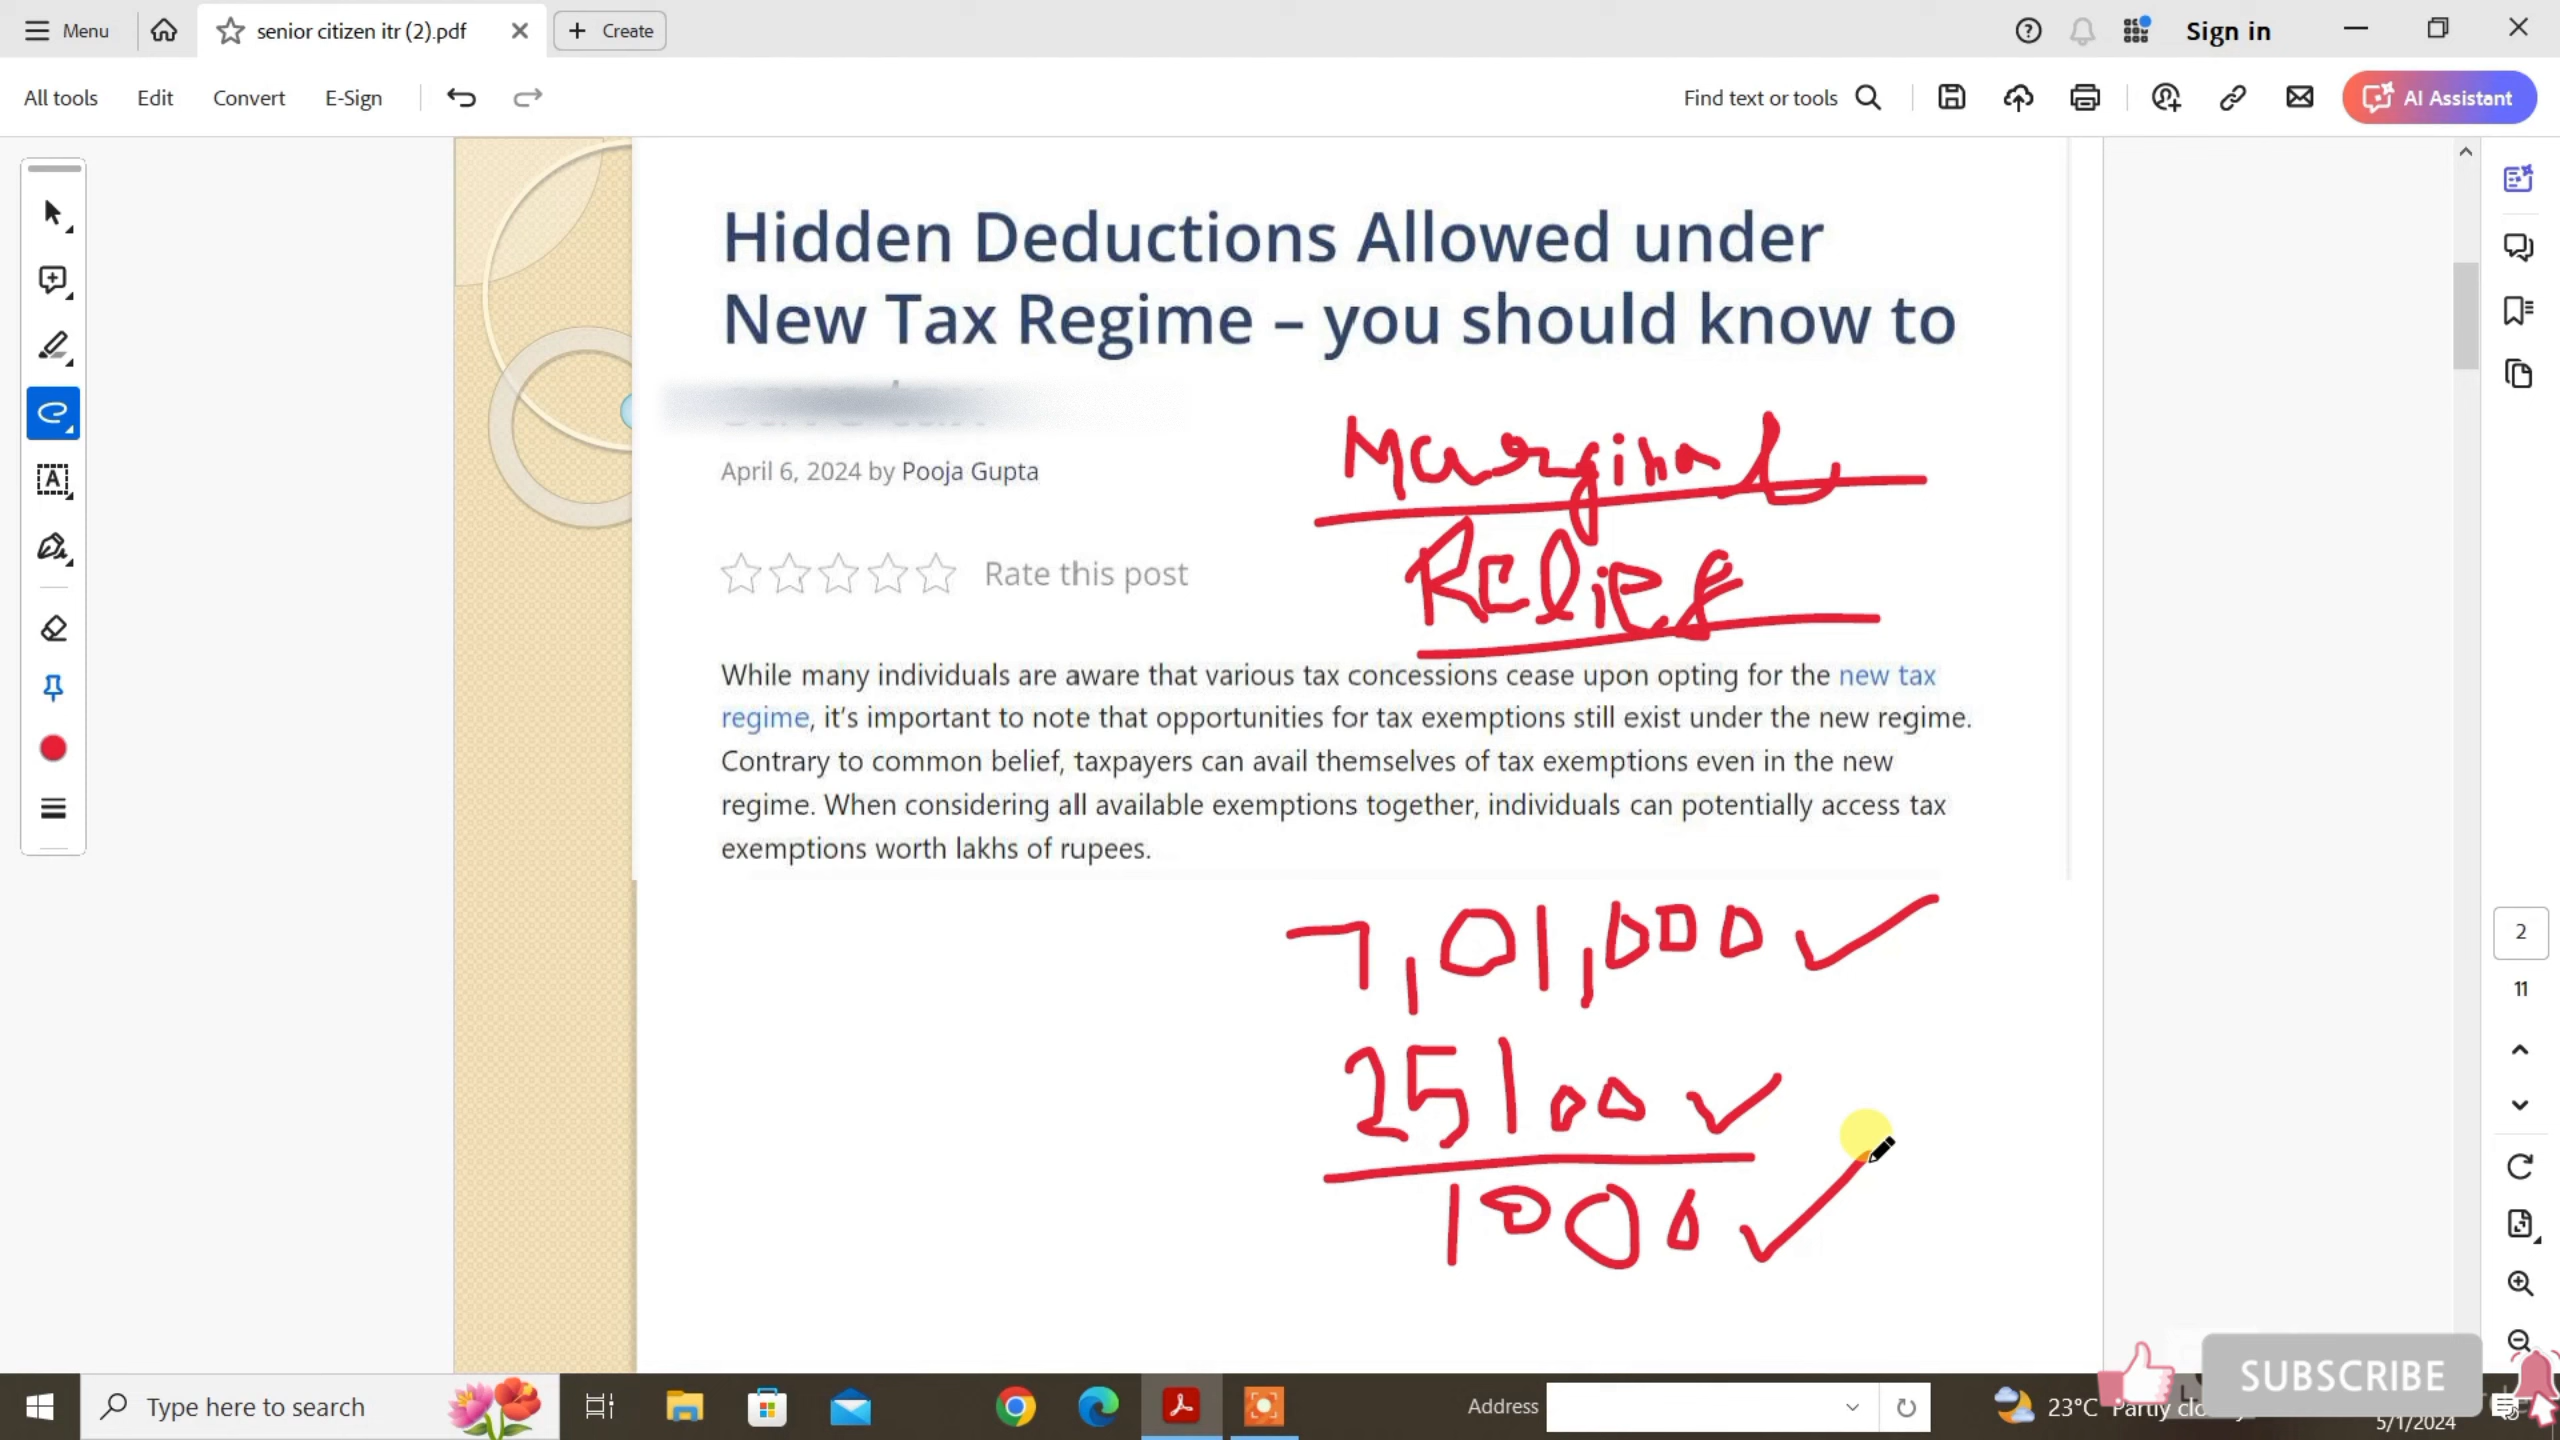 Menu
senior citizen itr (2).pdf
Create
Sign in
All tools
Edit
Convert
E-Sign
Find text or tools
AI Assistant
Hidden Deductions Allowed under
New Tax Regime – you should know to
April 6, 2024 by Pooja Gupta
Marginal
Relief
Rate this post
While many individuals are aware that various tax concessions cease upon opting for the new tax
regime, it's important to note that opportunities for tax exemptions still exist under the new regime.
Contrary to common belief, taxpayers can avail themselves of tax exemptions even in the new
regime. When considering all available exemptions together, individuals can potentially access tax
exemptions worth lakhs of rupees.
7,01,000
25100
1000
2
11
SUBSCRIBE
Type here to search
Address
23°C Partly
5/1/2024